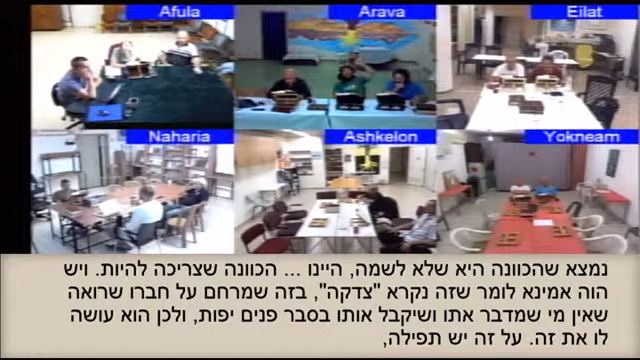 Afula
Arava
Eilat
Naharia
Ashkelon
Yokneam
נמצא שהכוונה היא שלא לשמה, היינו ... הכוונה שצריכה להיות. ויש
הוה אמינא לומר שזה נקרא "צדקה", בזה שמרחם על חברו שרואה
שאין מי שמדבר אתו ושיקבל אותו בסבר פנים יפות, ולכן הוא עושה
לו את זה. על זה יש תפילה,